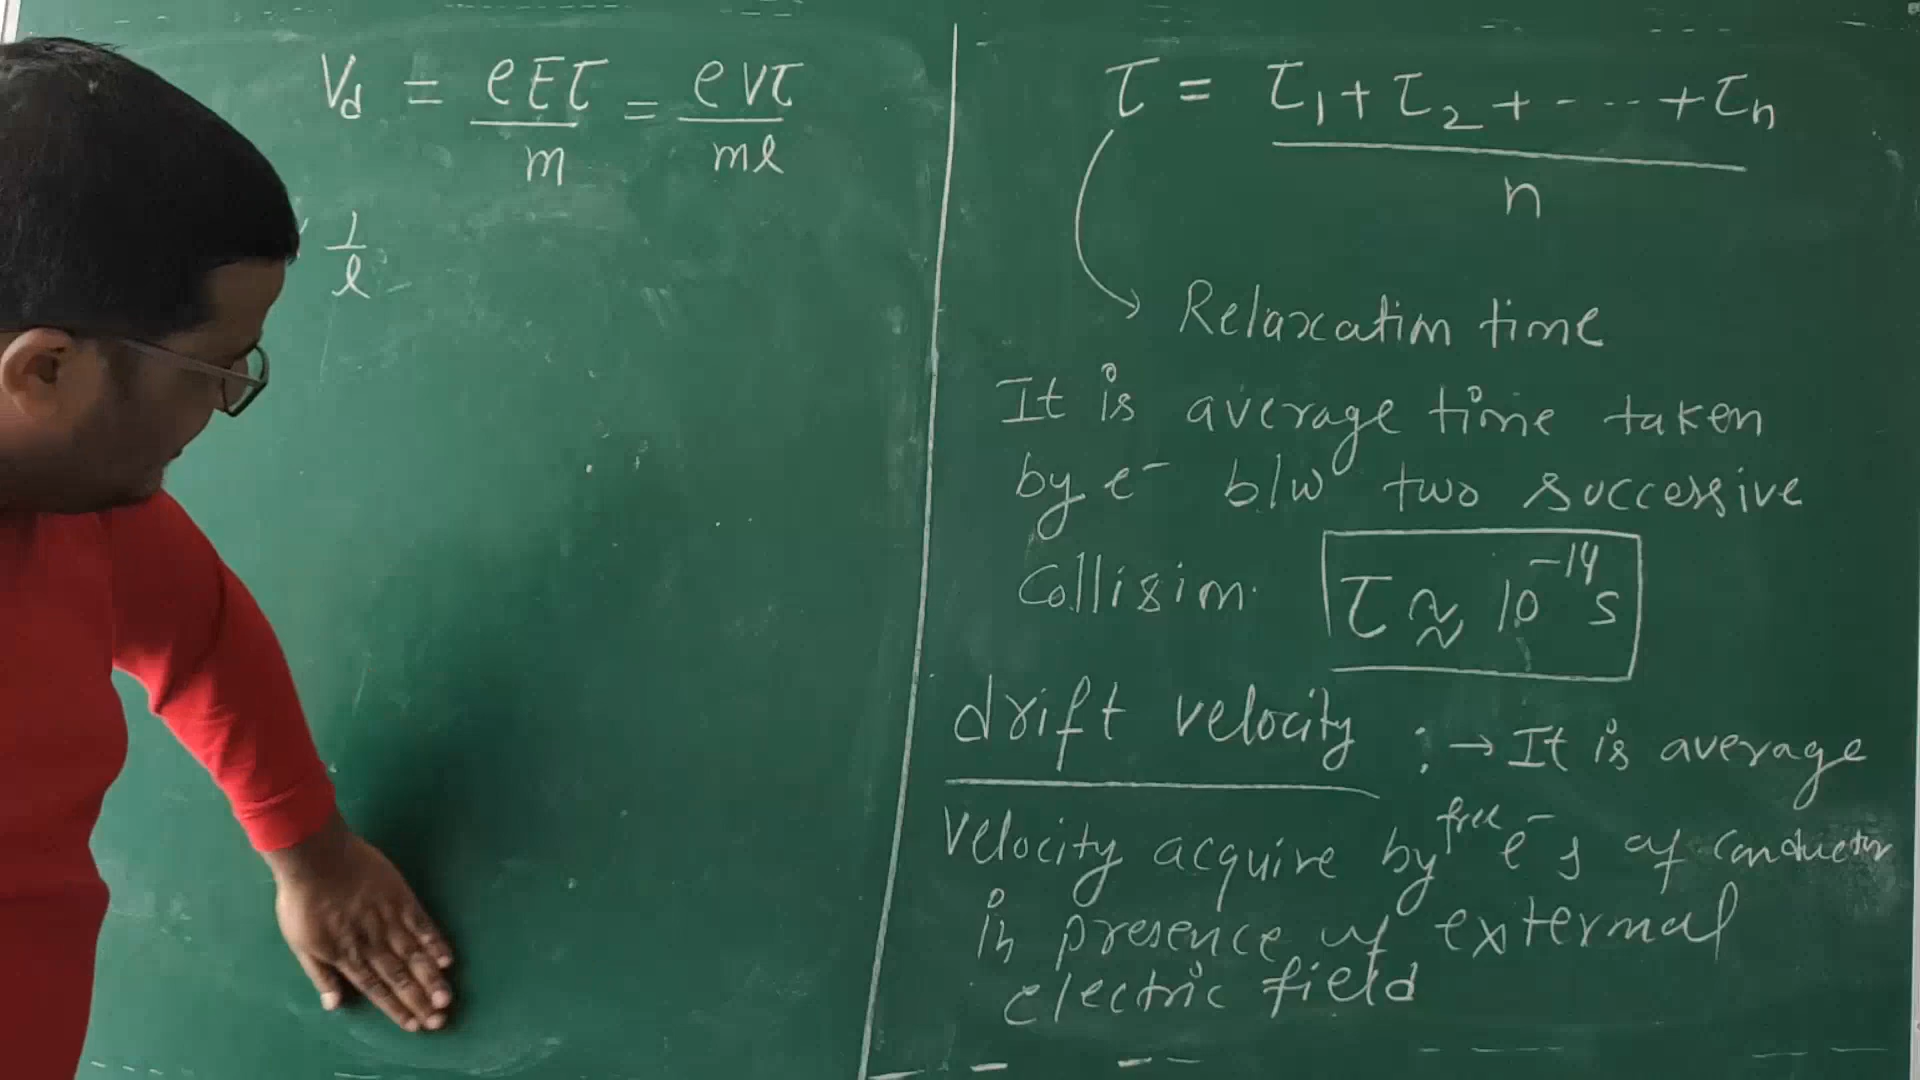 Vd = eEτ/m = eVτ/ml
1/l
τ = τ1 + τ2 + - - - - + τn / n
Relaxation time
It is average time taken
by e⁻ b/w two successive
Collision.
τ ≈ 10⁻¹⁴ s
drift velocity :→ It is average
velocity acquire by free e⁻s of conductor
in presence of external
electric field